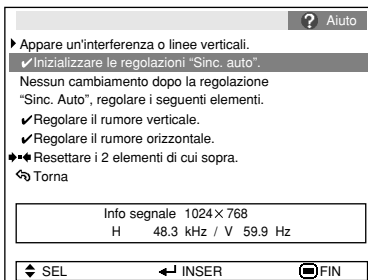 ? Aiuto
Appare un'interferenza o linee verticali.
✔Inizializzare le regolazioni “Sinc. auto”.
Nessun cambiamento dopo la regolazione
“Sinc. Auto”, regolare i seguenti elementi.
✔Regolare il rumore verticale.
✔Regolare il rumore orizzontale.
Resettare i 2 elementi di cui sopra.
Torna
Info segnale 1024×768
H 48.3 kHz / V 59.9 Hz
SEL INSER FIN